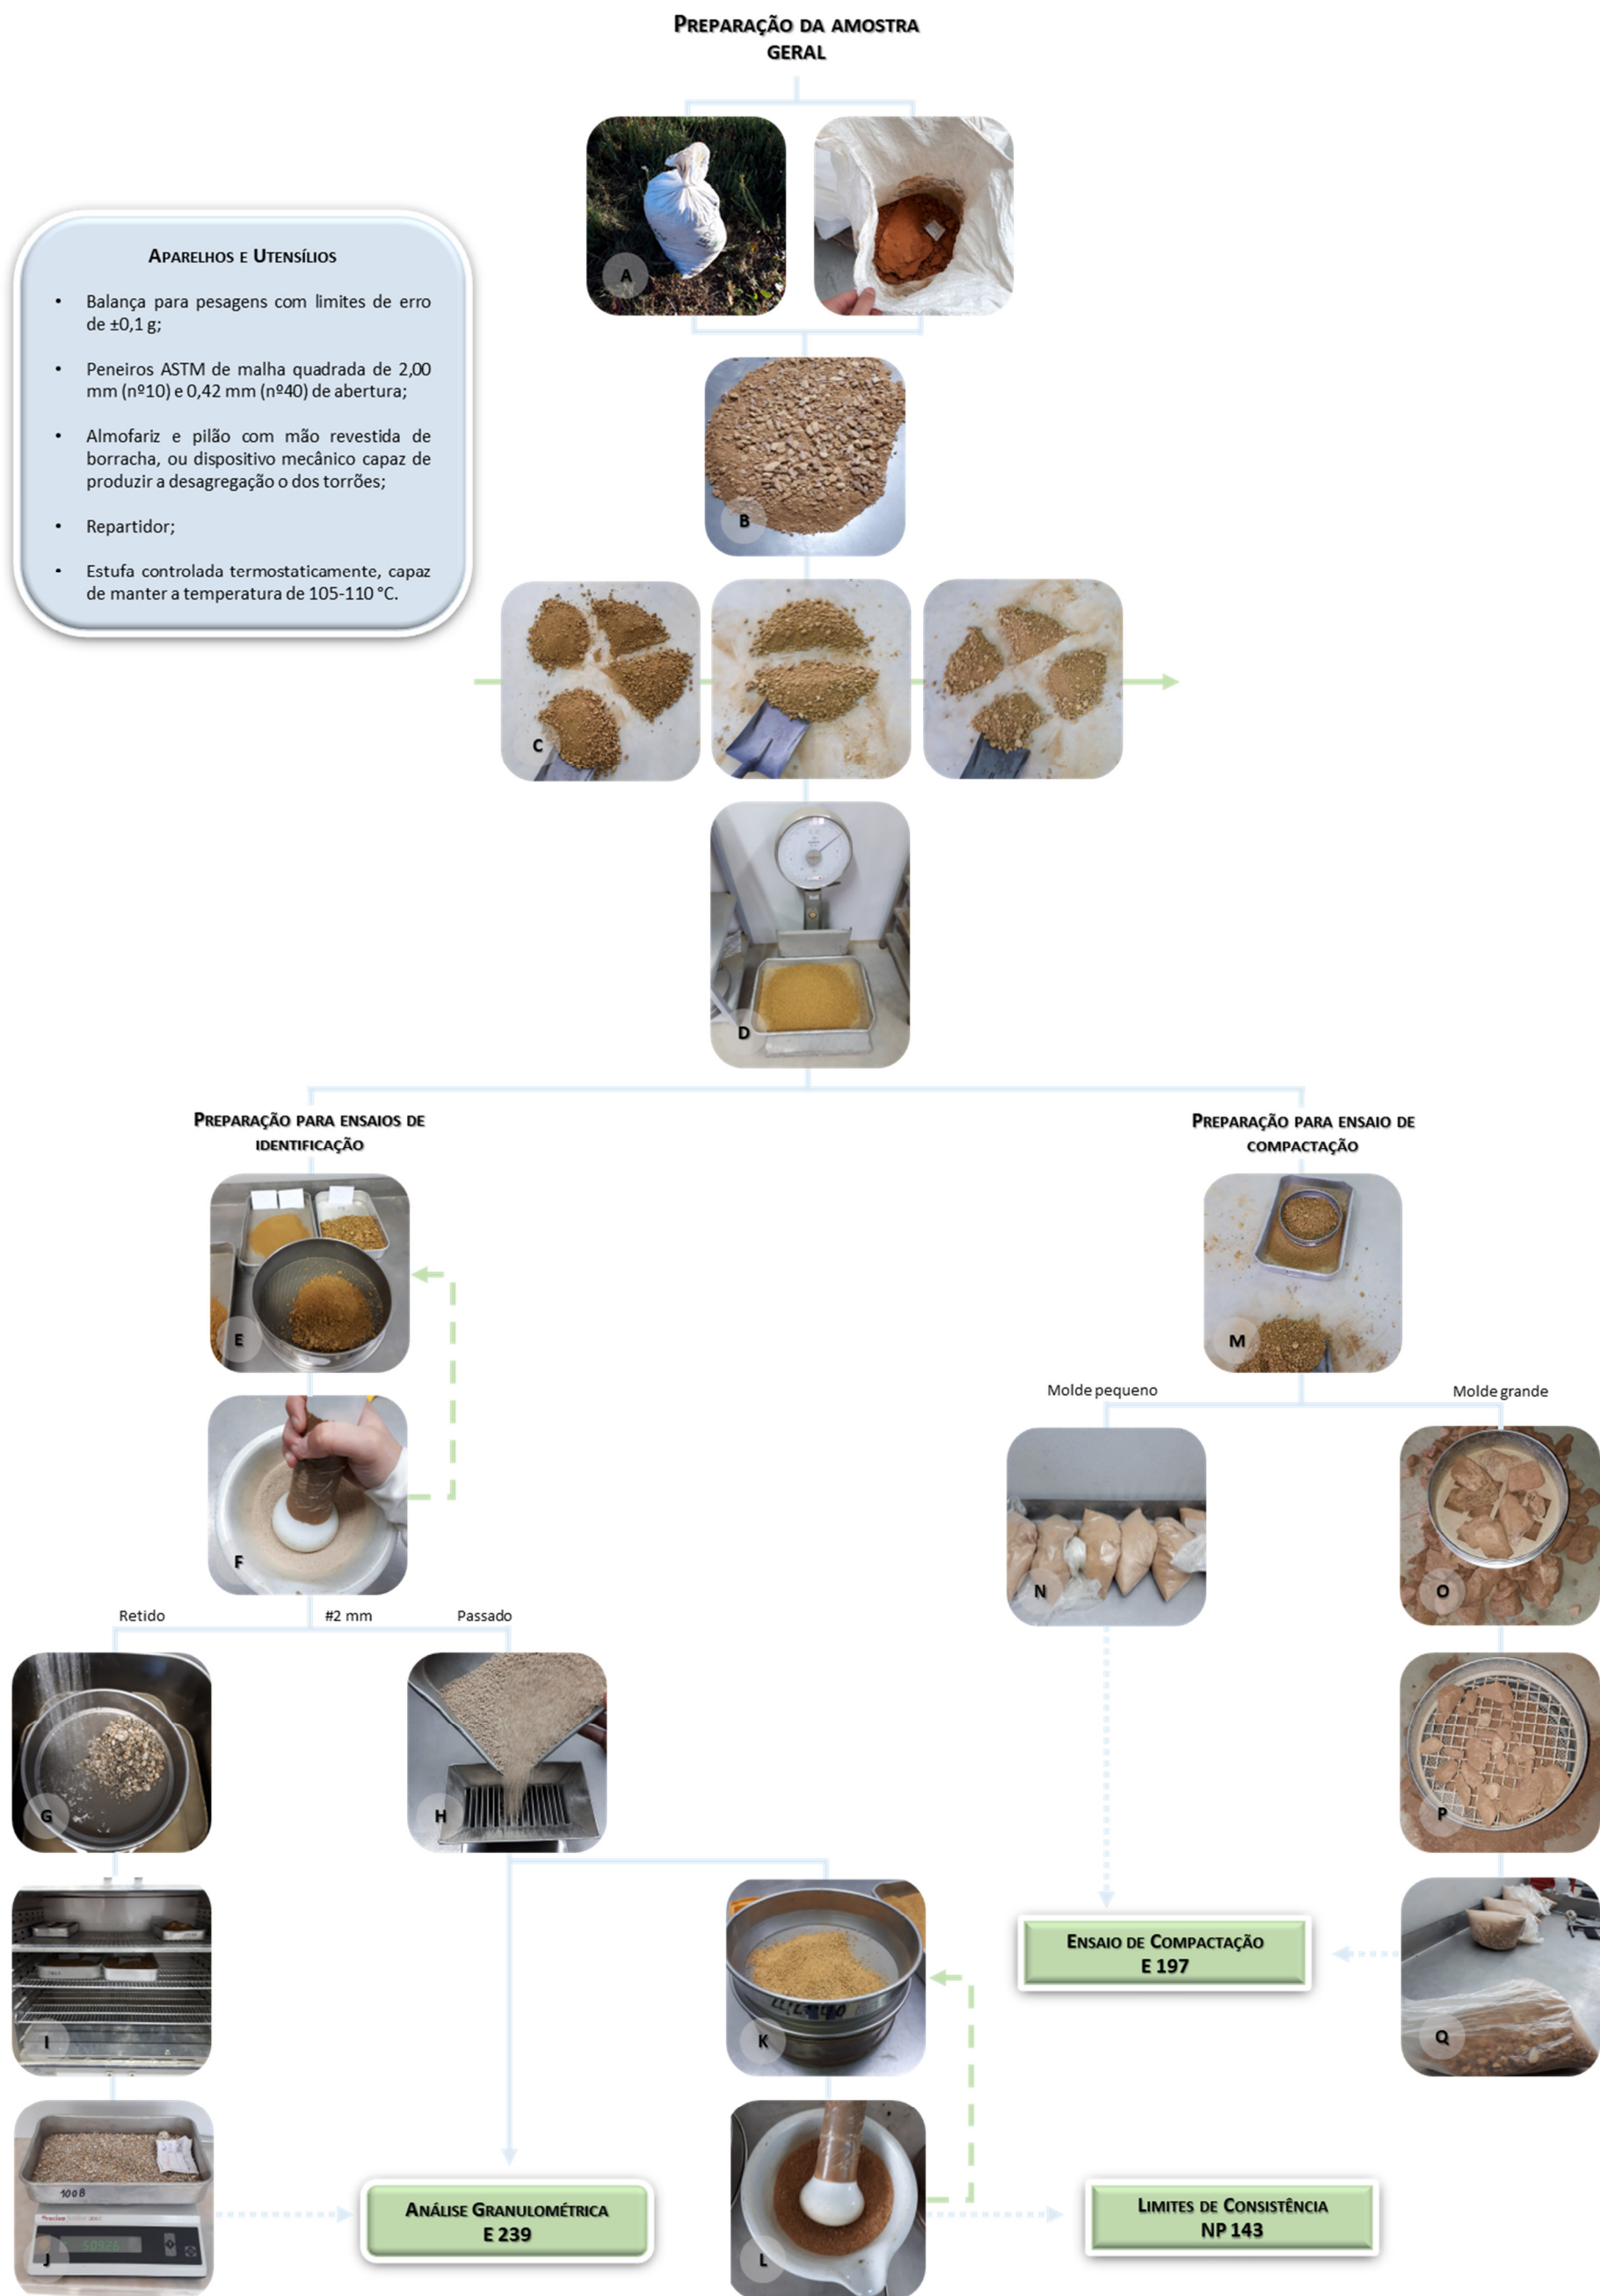 PREPARAÇÃO DA AMOSTRA
GERAL
A
APARELHOS E UTENSÍLIOS
• Balança para pesagens com limites de erro
de ±0,1 g;
• Peneiros ASTM de malha quadrada de 2,00
mm (nº10) e 0,42 mm (nº40) de abertura;
• Almofariz e pilão com mão revestida de
borracha, ou dispositivo mecânico capaz de
produzir a desagregação o dos torrões;
• Repartidor;
• Estufa controlada termostaticamente, capaz
de manter a temperatura de 105-110 °C.
B
C
D
PREPARAÇÃO PARA ENSAIOS DE
IDENTIFICAÇÃO
PREPARAÇÃO PARA ENSAIO DE
COMPACTAÇÃO
E
M
Molde pequeno
Molde grande
F
N
O
Retido
#2 mm
Passado
G
H
P
ENSAIO DE COMPACTAÇÃO
E 197
I
K
Q
1008
J
ANÁLISE GRANULOMÉTRICA
E 239
L
LIMITES DE CONSISTÊNCIA
NP 143